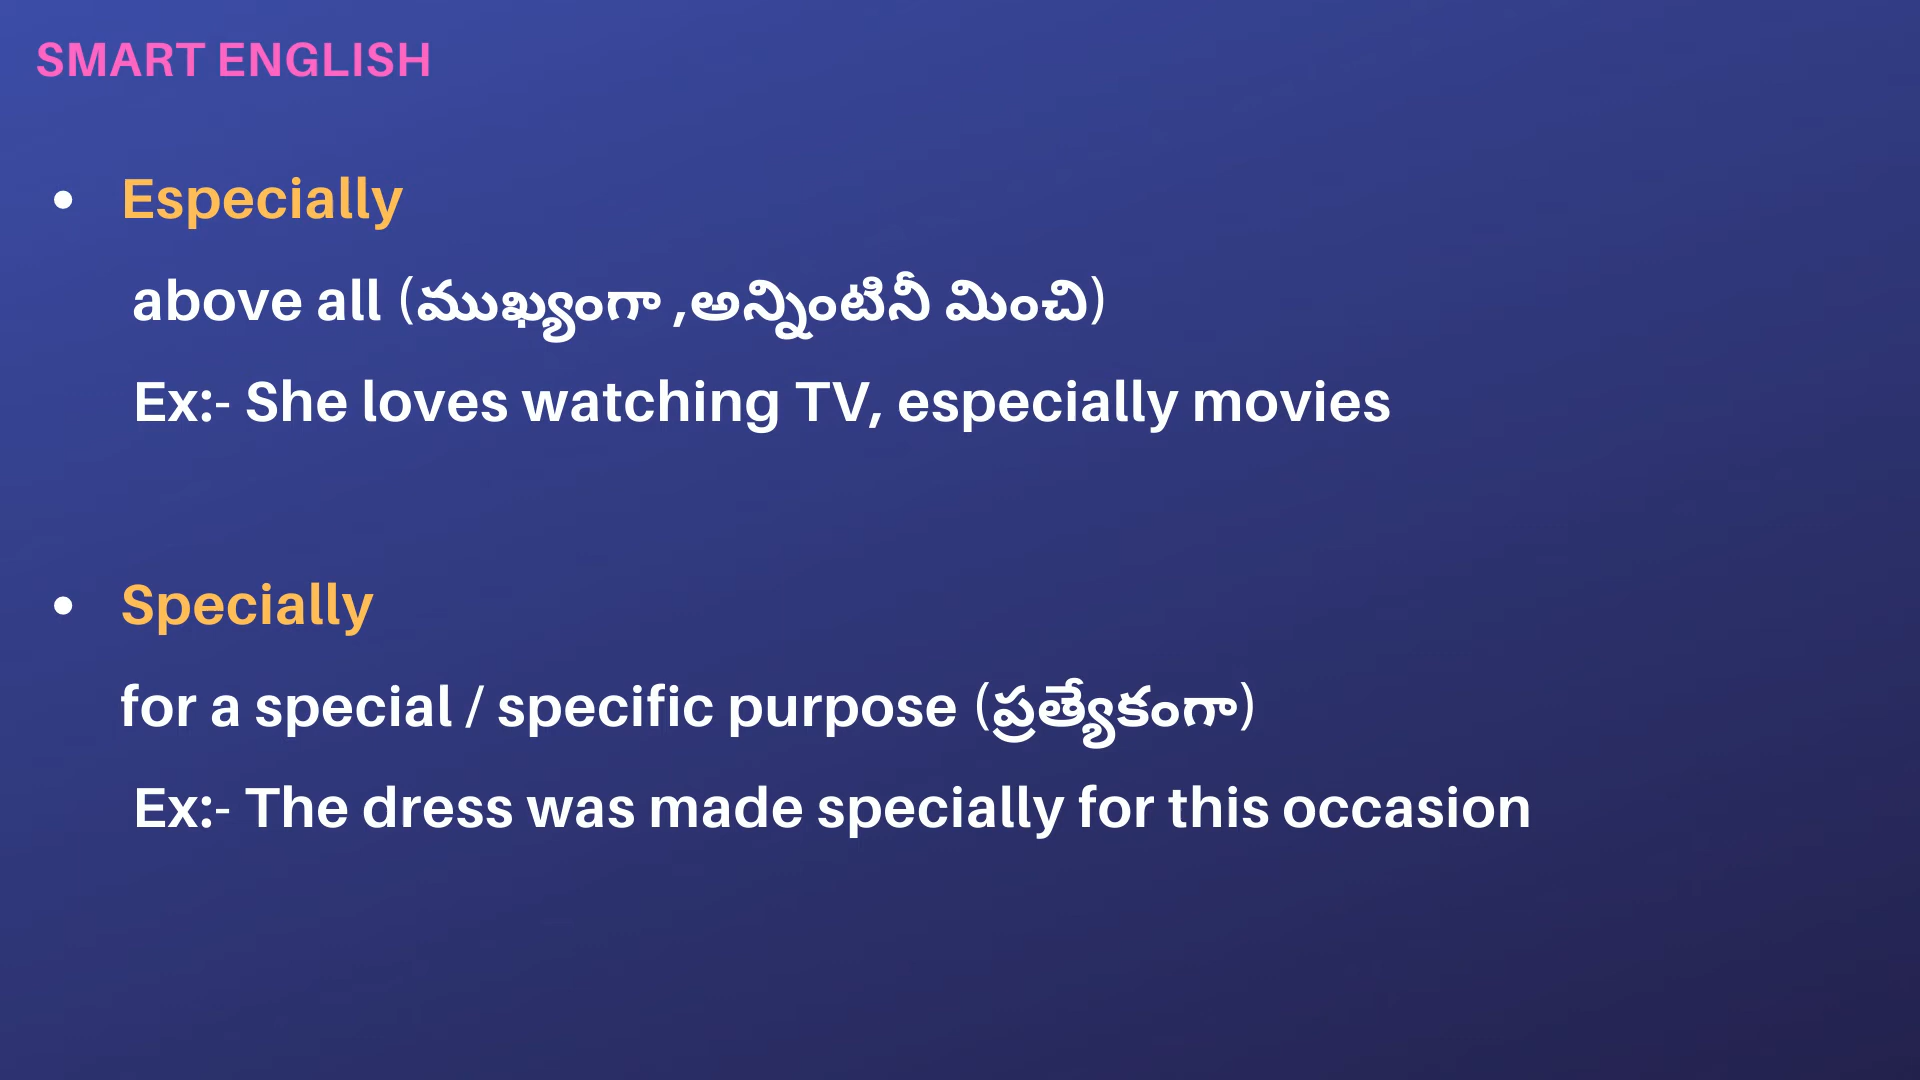 SMART ENGLISH
• Especially
above all (ముఖ్యంగా ,అన్నింటినీ మించి)
Ex:- She loves watching TV, especially movies
• Specially
for a special / specific purpose (ప్రత్యేకంగా)
Ex:- The dress was made specially for this occasion